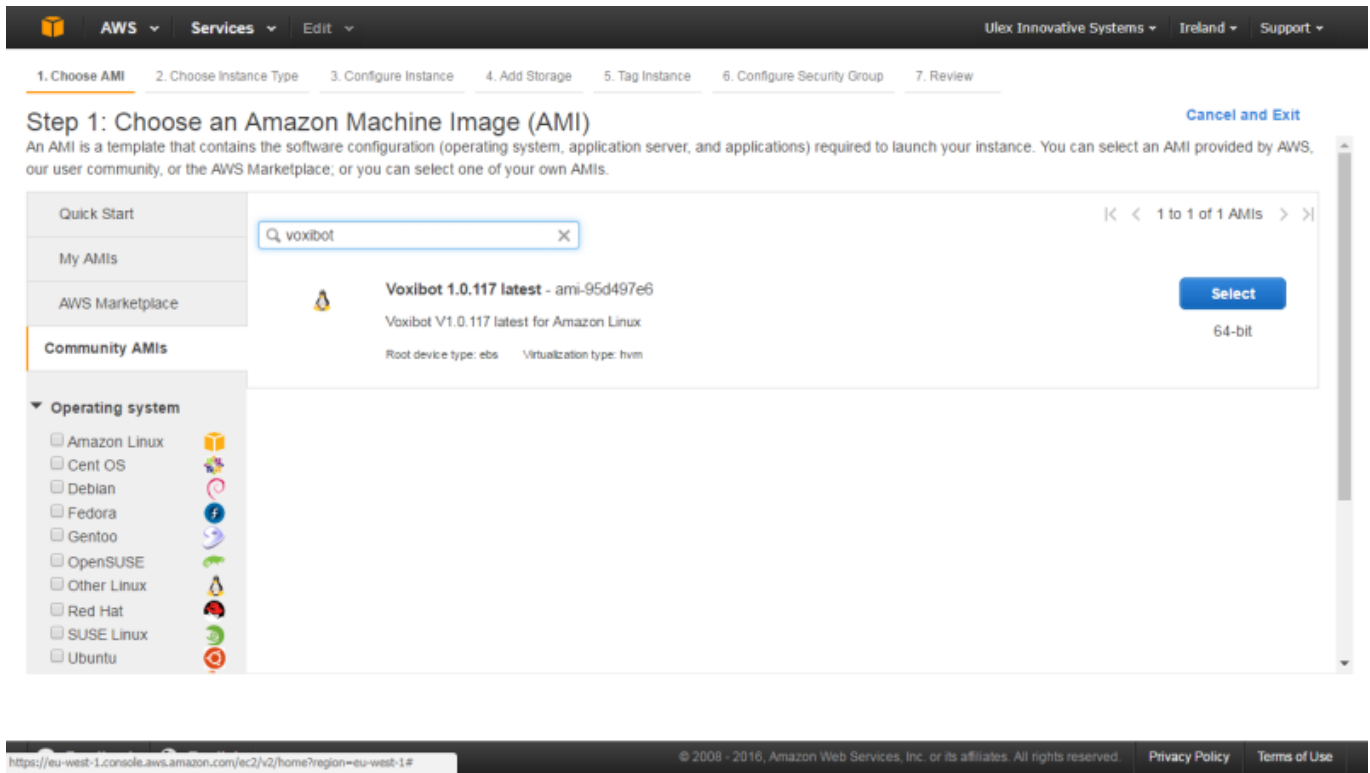 AWS Services Edit Ulex Innovative Systems Ireland Support
1. Choose AMI 2. Choose Instance Type 3. Configure Instance 4. Add Storage 5. Tag Instance 6. Configure Security Group 7. Review
Step 1: Choose an Amazon Machine Image (AMI)
Cancel and Exit
An AMI is a template that contains the software configuration (operating system, application server, and applications) required to launch your instance. You can select an AMI provided by AWS,
our user community, or the AWS Marketplace; or you can select one of your own AMIs.
Quick Start
My AMIs
AWS Marketplace
Community AMIs
Operating system
Amazon Linux
Cent OS
Debian
Fedora
Gentoo
OpenSUSE
Other Linux
Red Hat
SUSE Linux
Ubuntu
voxibot
1 to 1 of 1 AMIs
Voxibot 1.0.117 latest - ami-95d497e6
Voxibot V1.0.117 latest for Amazon Linux
Root device type: ebs Virtualization type: hvm
Select
64-bit
https://eu-west-1.console.aws.amazon.com/ec2/v2/home?region=eu-west-1#
© 2008 - 2016, Amazon Web Services, Inc. or its affiliates. All rights reserved. Privacy Policy Terms of Use